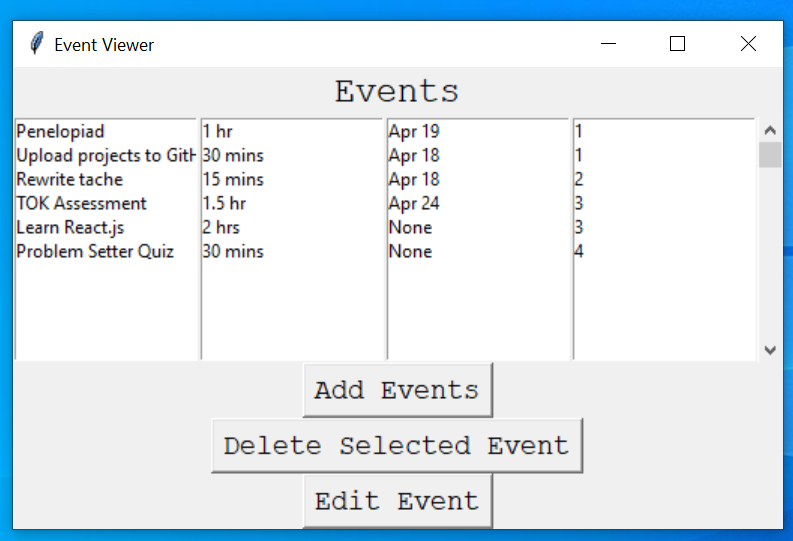 Event Viewer
Events
Penelopiad 1 hr Apr 19 1
Upload projects to GitH 30 mins Apr 18 1
Rewrite tache 15 mins Apr 18 2
TOK Assessment 1.5 hr Apr 24 3
Learn React.js 2 hrs None 3
Problem Setter Quiz 30 mins None 4
Add Events
Delete Selected Event
Edit Event